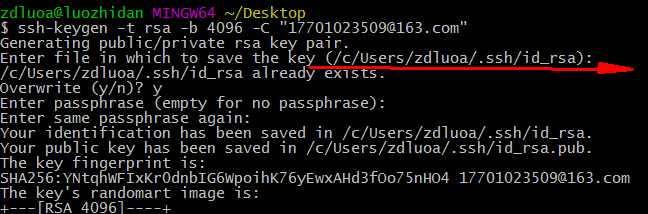 zdluoa@luozhidan MINGW64 ~/Desktop
$ ssh-keygen -t rsa -b 4096 -C "17701023509@163.com"
Generating public/private rsa key pair.
Enter file in which to save the key (/c/Users/zdluoa/.ssh/id_rsa):
/c/Users/zdluoa/.ssh/id_rsa already exists.
Overwrite (y/n)? y
Enter passphrase (empty for no passphrase):
Enter same passphrase again:
Your identification has been saved in /c/Users/zdluoa/.ssh/id_rsa.
Your public key has been saved in /c/Users/zdluoa/.ssh/id_rsa.pub.
The key fingerprint is:
SHA256:YNtqhWFIxKrOdnbIG6WpoihK76yEwxAHd3fOo75nHO4 17701023509@163.com
The key's randomart image is:
+---[RSA 4096]----+